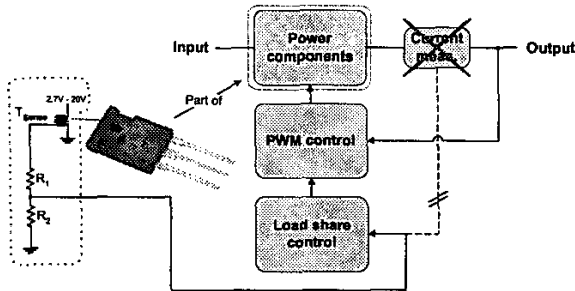 Input
Power
components
Current
meas.
Output
2.7V - 20V
TSense
Part of
PWM control
R1
R2
Load share
control